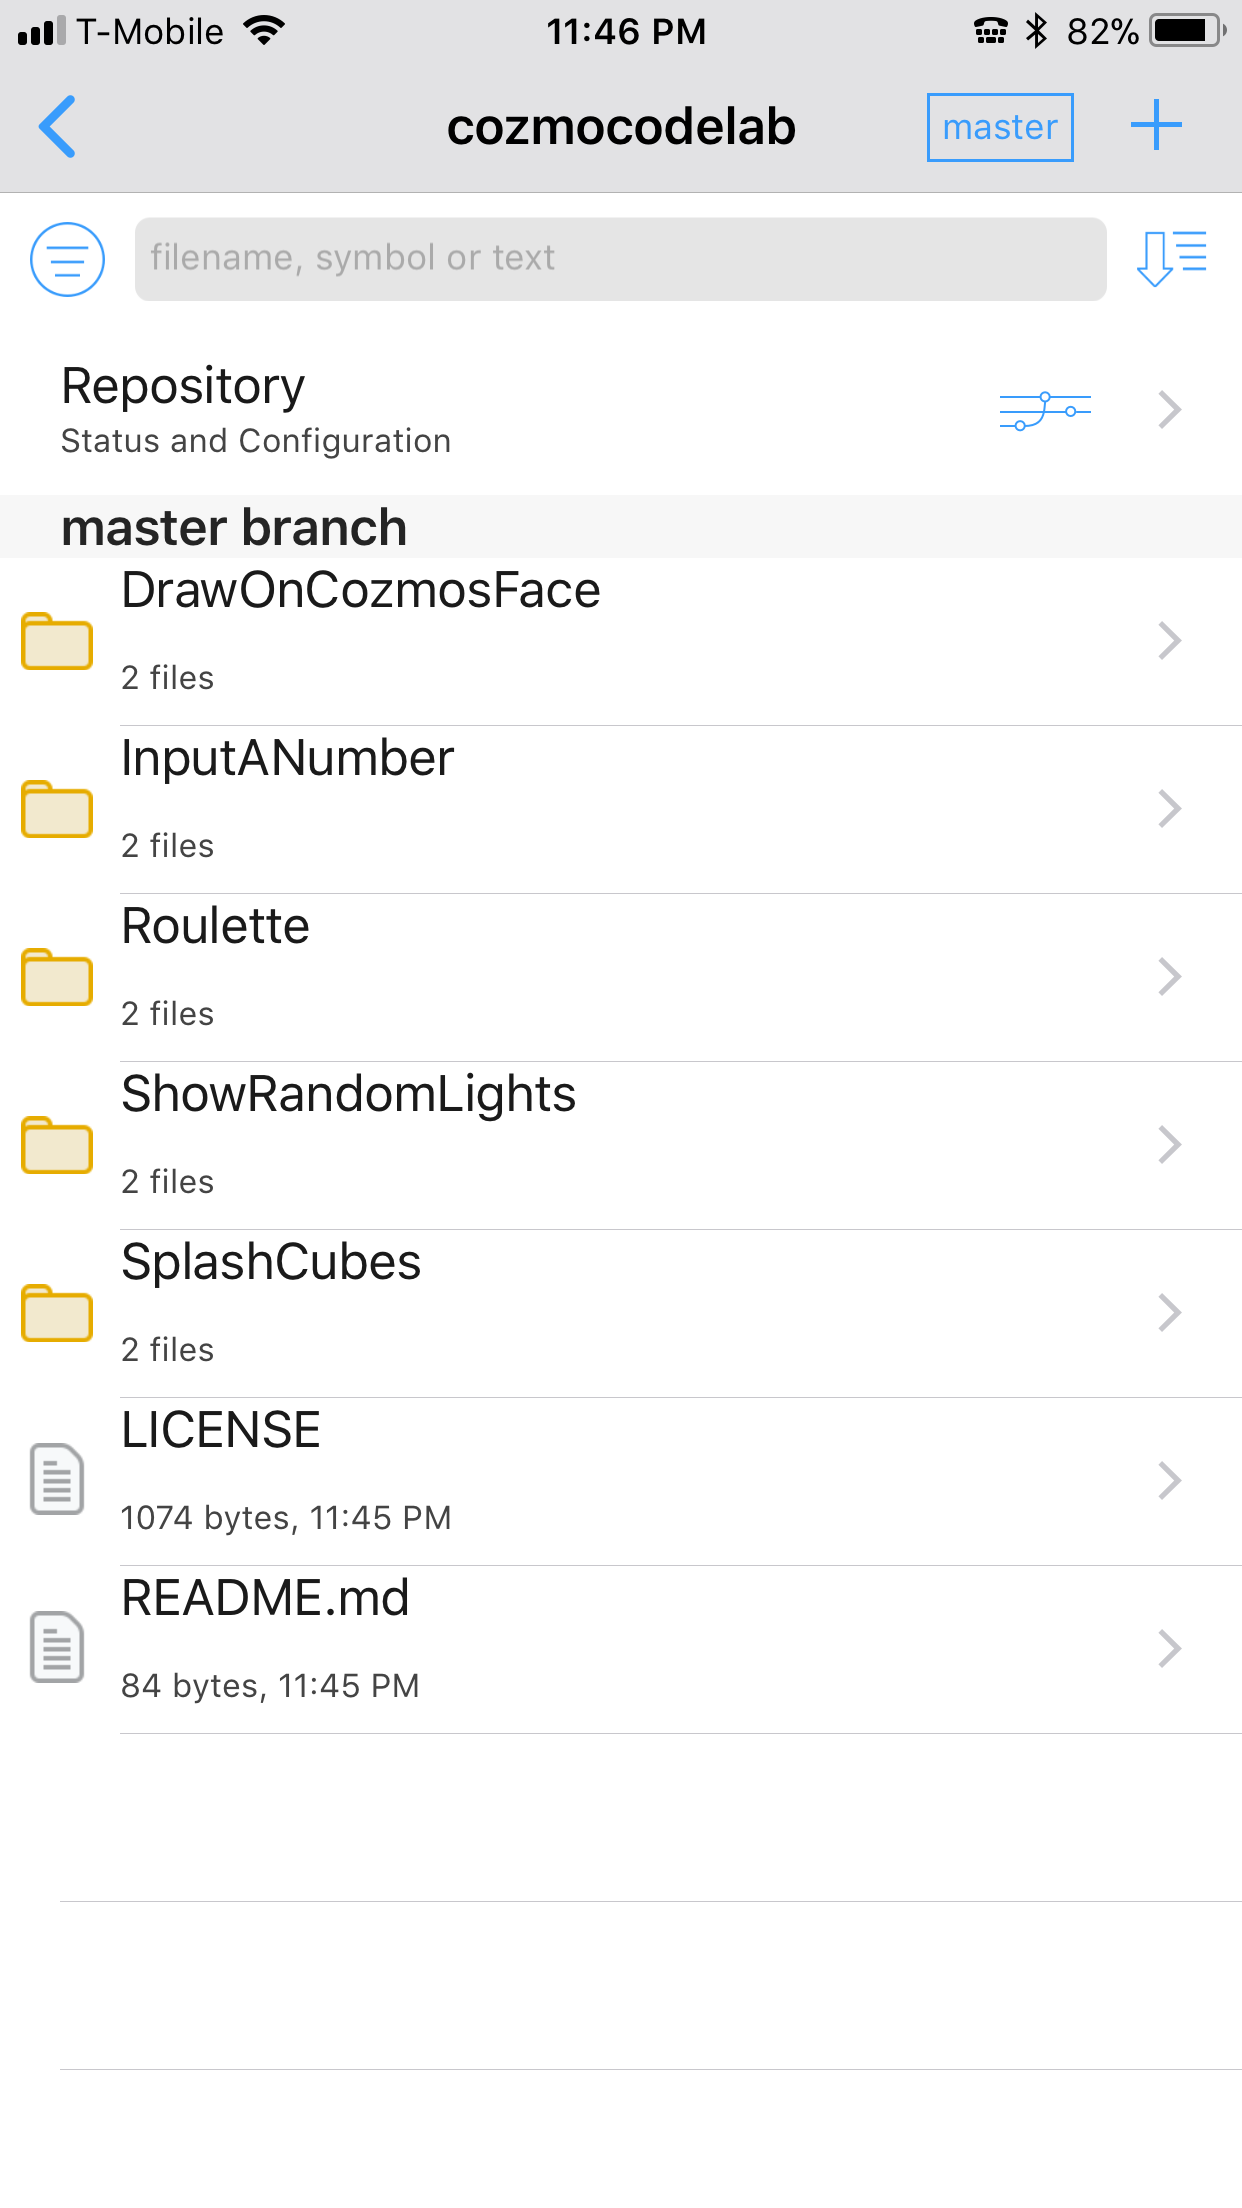 T-Mobile 11:46 PM 82%
cozmocodelab master
filename, symbol or text
Repository
Status and Configuration
master branch
DrawOnCozmosFace
2 files
InputANumber
2 files
Roulette
2 files
ShowRandomLights
2 files
SplashCubes
2 files
LICENSE
1074 bytes, 11:45 PM
README.md
84 bytes, 11:45 PM